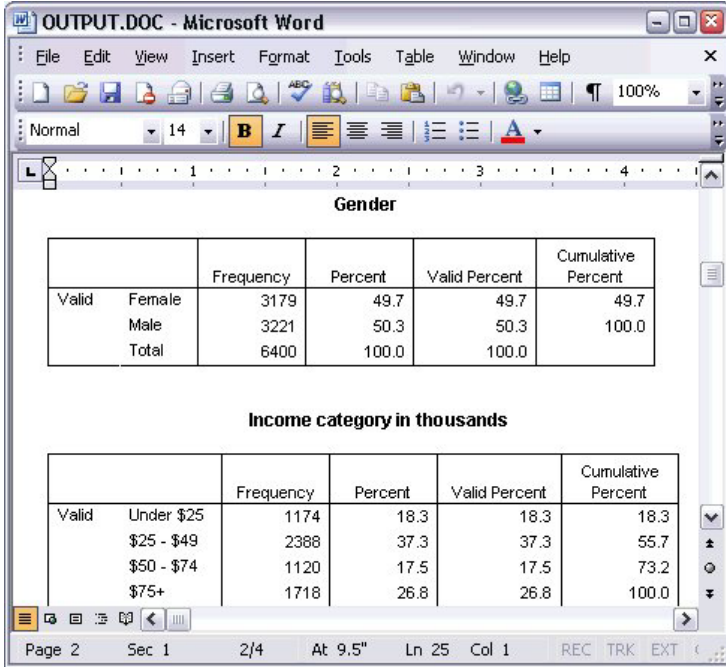 OUTPUT.DOC - Microsoft Word
File Edit View Insert Format Tools Table Window Help
ABC ¶ 100%
Normal 14 B I A
L 1 2 3 4
Gender
Frequency Percent Valid Percent Cumulative Percent
Valid Female 3179 49.7 49.7 49.7
Male 3221 50.3 50.3 100.0
Total 6400 100.0 100.0
Income category in thousands
Frequency Percent Valid Percent Cumulative Percent
Valid Under $25 1174 18.3 18.3 18.3
$25 - $49 2388 37.3 37.3 55.7
$50 - $74 1120 17.5 17.5 73.2
$75+ 1718 26.8 26.8 100.0
Page 2 Sec 1 2/4 At 9.5" Ln 25 Col 1 REC TRK EXT